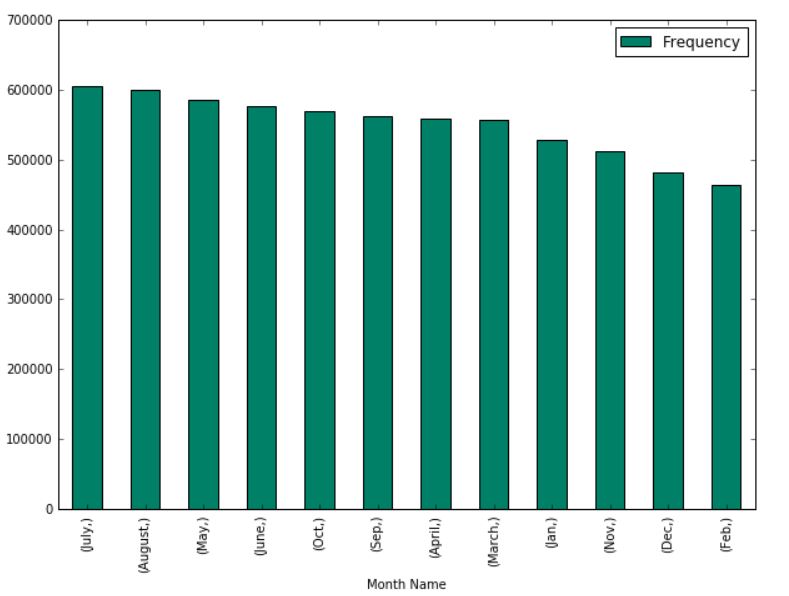 700000
600000
500000
400000
300000
200000
100000
0
Frequency
(July,)
(August,)
(May,)
(June,)
(Oct,)
(Sep,)
(April,)
(March,)
(Jan,)
(Nov,)
(Dec,)
(Feb,)
Month Name